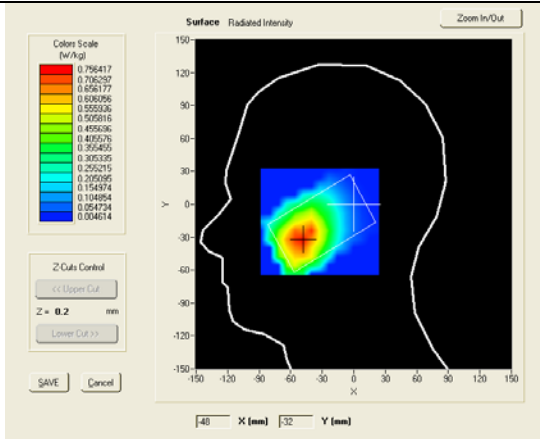 Surface Radiated Intensity
Zoom In/Out
Colors Scale
(W/kg)
0.756417
0.706297
0.656177
0.606056
0.555936
0.505816
0.455696
0.405576
0.355455
0.305335
0.255215
0.205095
0.154974
0.104854
0.054734
0.004614
Z-Cuts Control
<< Upper Cut
Z = 0.2 mm
Lower Cut >>
SAVE Cancel
150
120
90
60
30
0
-30
-60
-90
-120
-150
Y
-150 -120 -90 -60 -30 0 30 60 90 120 150
X
-48 X (mm) -32 Y (mm)